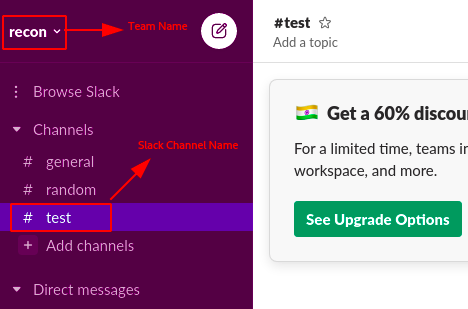 recon
Team Name
Browse Slack
Channels
Slack Channel Name
# general
# random
# test
+ Add channels
Direct messages
#test
Add a topic
Get a 60% discou
For a limited time, teams in
workspace, and more.
See Upgrade Options